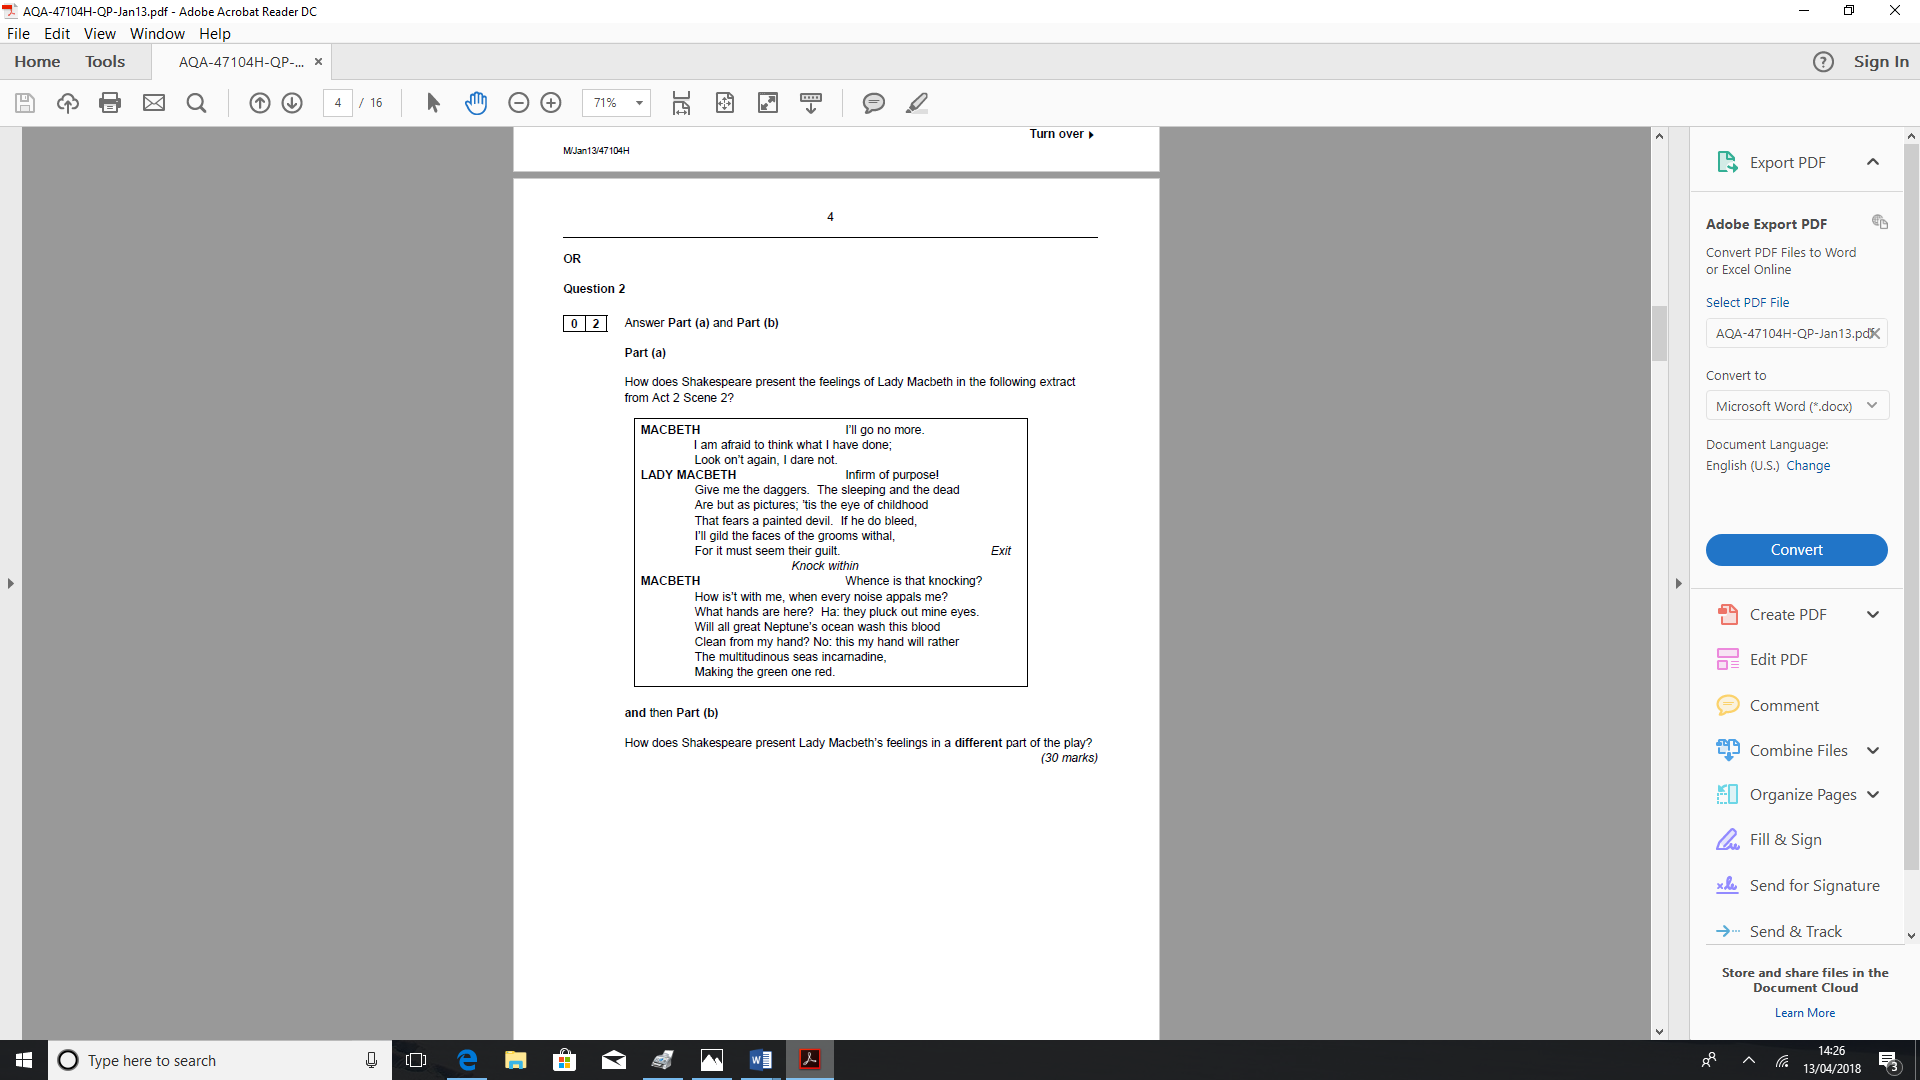 AQA-47104H-QP-Jan13.pdf - Adobe Acrobat Reader DC
File Edit View Window Help
Home Tools AQA-47104H-QP-... × Sign In
4 / 16 71%
Turn over
M/Jan13/47104H
4
OR
Question 2
0 2 Answer Part (a) and Part (b)
Part (a)
How does Shakespeare present the feelings of Lady Macbeth in the following extract
from Act 2 Scene 2?
MACBETH I'll go no more.
I am afraid to think what I have done;
Look on't again, I dare not.
LADY MACBETH Infirm of purpose!
Give me the daggers. The sleeping and the dead
Are but as pictures; 'tis the eye of childhood
That fears a painted devil. If he do bleed,
I'll gild the faces of the grooms withal,
For it must seem their guilt. Exit
Knock within
MACBETH Whence is that knocking?
How is't with me, when every noise appals me?
What hands are here? Ha: they pluck out mine eyes.
Will all great Neptune's ocean wash this blood
Clean from my hand? No: this my hand will rather
The multitudinous seas incarnadine,
Making the green one red.
and then Part (b)
How does Shakespeare present Lady Macbeth's feelings in a different part of the play?
(30 marks)
Export PDF
Adobe Export PDF
Convert PDF Files to Word
or Excel Online
Select PDF File
AQA-47104H-QP-Jan13.pdf
Convert to
Microsoft Word (*.docx)
Document Language:
English (U.S.) Change
Convert
Create PDF
Edit PDF
Comment
Combine Files
Organize Pages
Fill & Sign
Send for Signature
Send & Track
Store and share files in the
Document Cloud
Learn More
Type here to search
14:26
13/04/2018
3